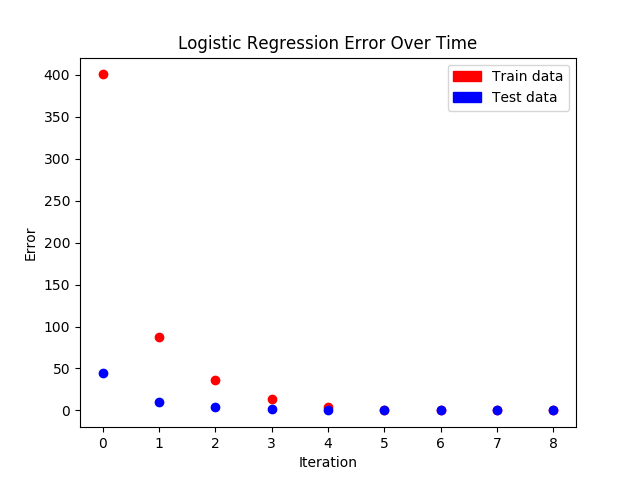 Logistic Regression Error Over Time
Train data
Test data
Error
400
350
300
250
200
150
100
50
0
0 1 2 3 4 5 6 7 8
Iteration